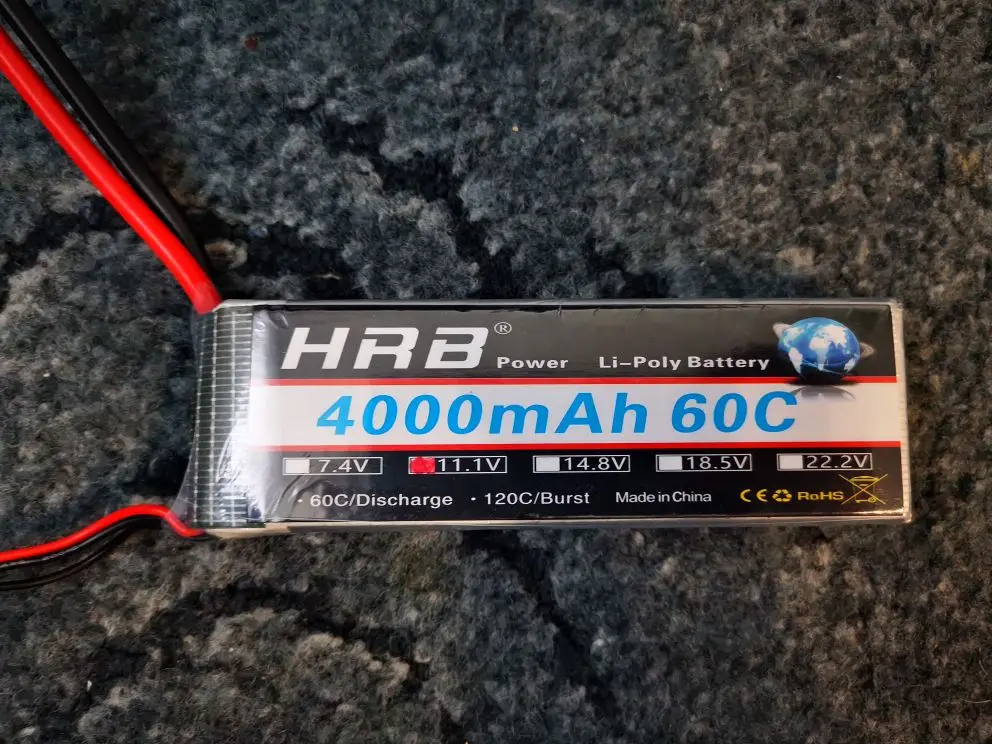 HRB® Power Li-Poly Battery
4000mAh 60C
7.4V 11.1V 14.8V 18.5V 22.2V
· 60C/Discharge · 120C/Burst Made in China CE RoHS